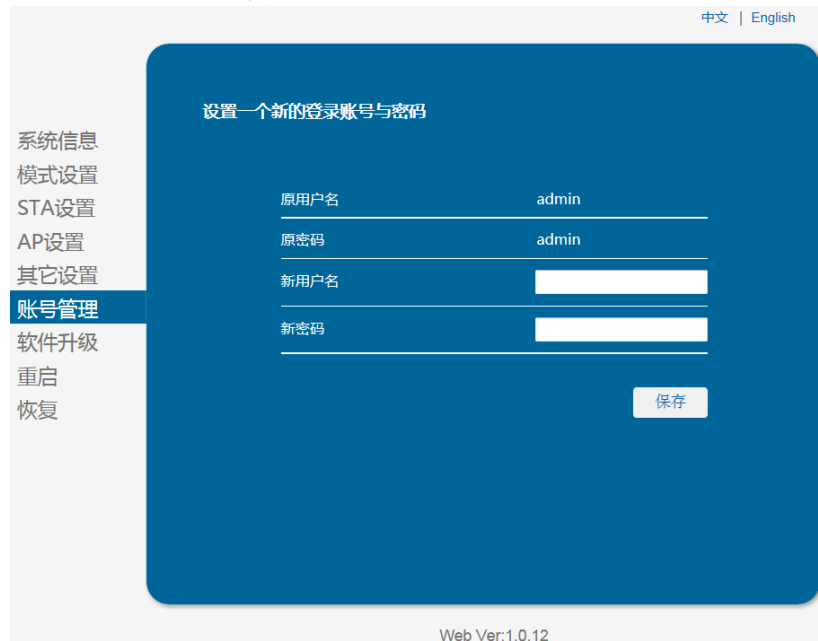 中文 | English
设置一个新的登录账号与密码
系统信息
模式设置
STA设置
AP设置
其它设置
账号管理
软件升级
重启
恢复
原用户名 admin
原密码 admin
新用户名
新密码
保存
Web Ver:1.0.12